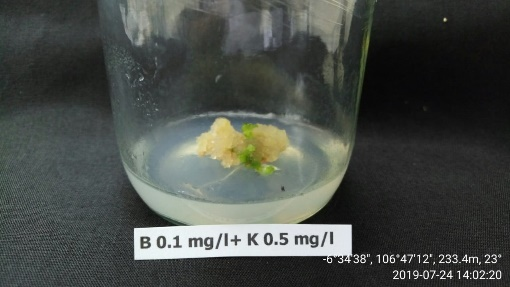 B 0.1 mg/l+ K 0.5 mg/l
-6°34'38", 106°47'12", 233.4m, 23°
2019-07-24 14:02:20